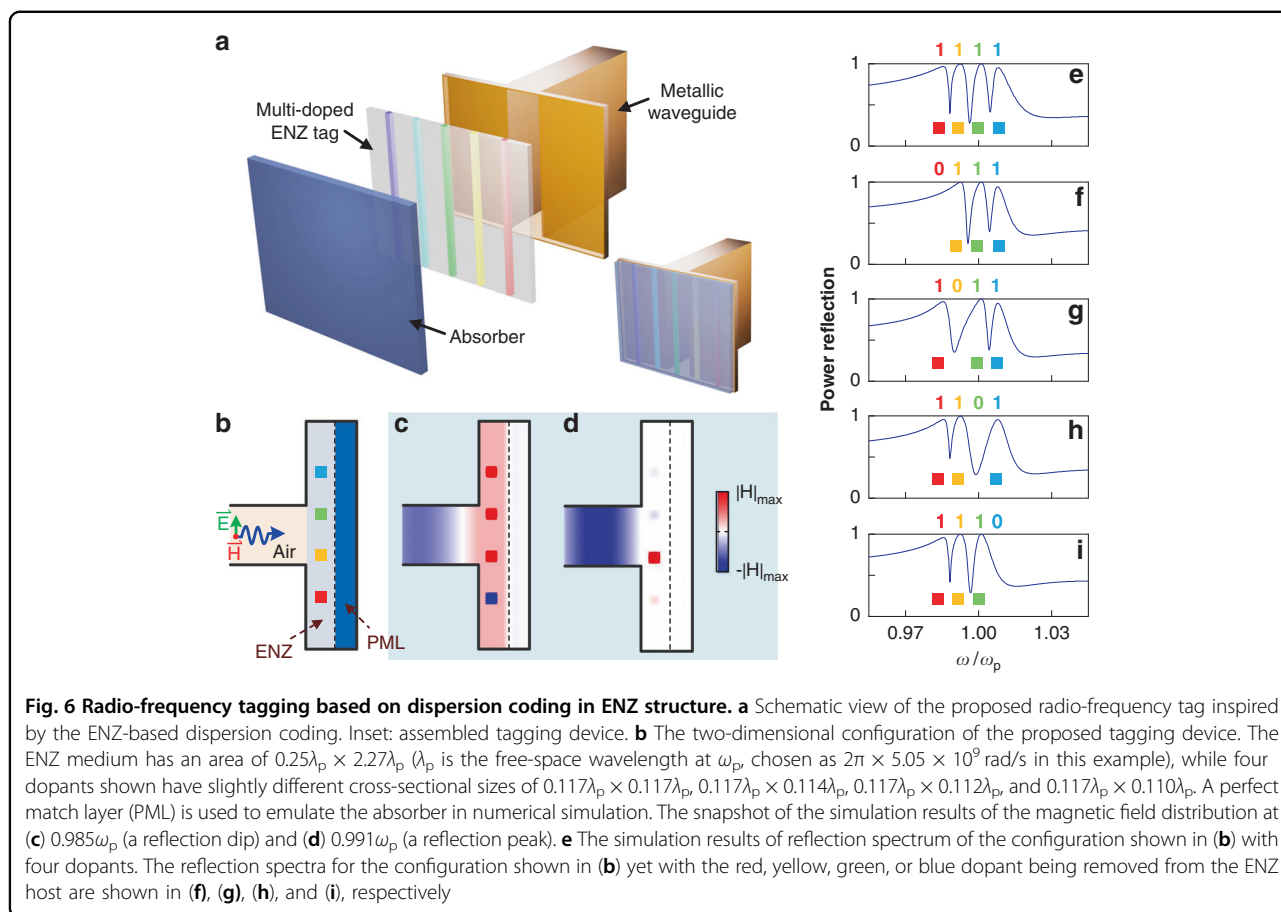 a
Multi-doped
ENZ tag
Metallic
waveguide
Absorber
b
E
H
Air
ENZ
PML
c
d
|H|max
-|H|max
Power reflection
1 1 1 1
e
1
1
0 1 1 1
f
1
0
1 0 1 1
g
1
0
1 1 0 1
h
1
0
1 1 1 0
i
1
0
0.97 1.00 1.03
ω/ωp
Fig. 6 Radio-frequency tagging based on dispersion coding in ENZ structure. a Schematic view of the proposed radio-frequency tag inspired
by the ENZ-based dispersion coding. Inset: assembled tagging device. b The two-dimensional configuration of the proposed tagging device. The
ENZ medium has an area of 0.25λp × 2.27λp (λp is the free-space wavelength at ωp, chosen as 2π × 5.05 × 10⁹ rad/s in this example), while four
dopants shown have slightly different cross-sectional sizes of 0.117λp × 0.117λp, 0.117λp × 0.114λp, 0.117λp × 0.112λp, and 0.117λp × 0.110λp. A perfect
match layer (PML) is used to emulate the absorber in numerical simulation. The snapshot of the simulation results of the magnetic field distribution at
(c) 0.985ωp (a reflection dip) and (d) 0.991ωp (a reflection peak). e The simulation results of reflection spectrum of the configuration shown in (b) with
four dopants. The reflection spectra for the configuration shown in (b) yet with the red, yellow, green, or blue dopant being removed from the ENZ
host are shown in (f), (g), (h), and (i), respectively